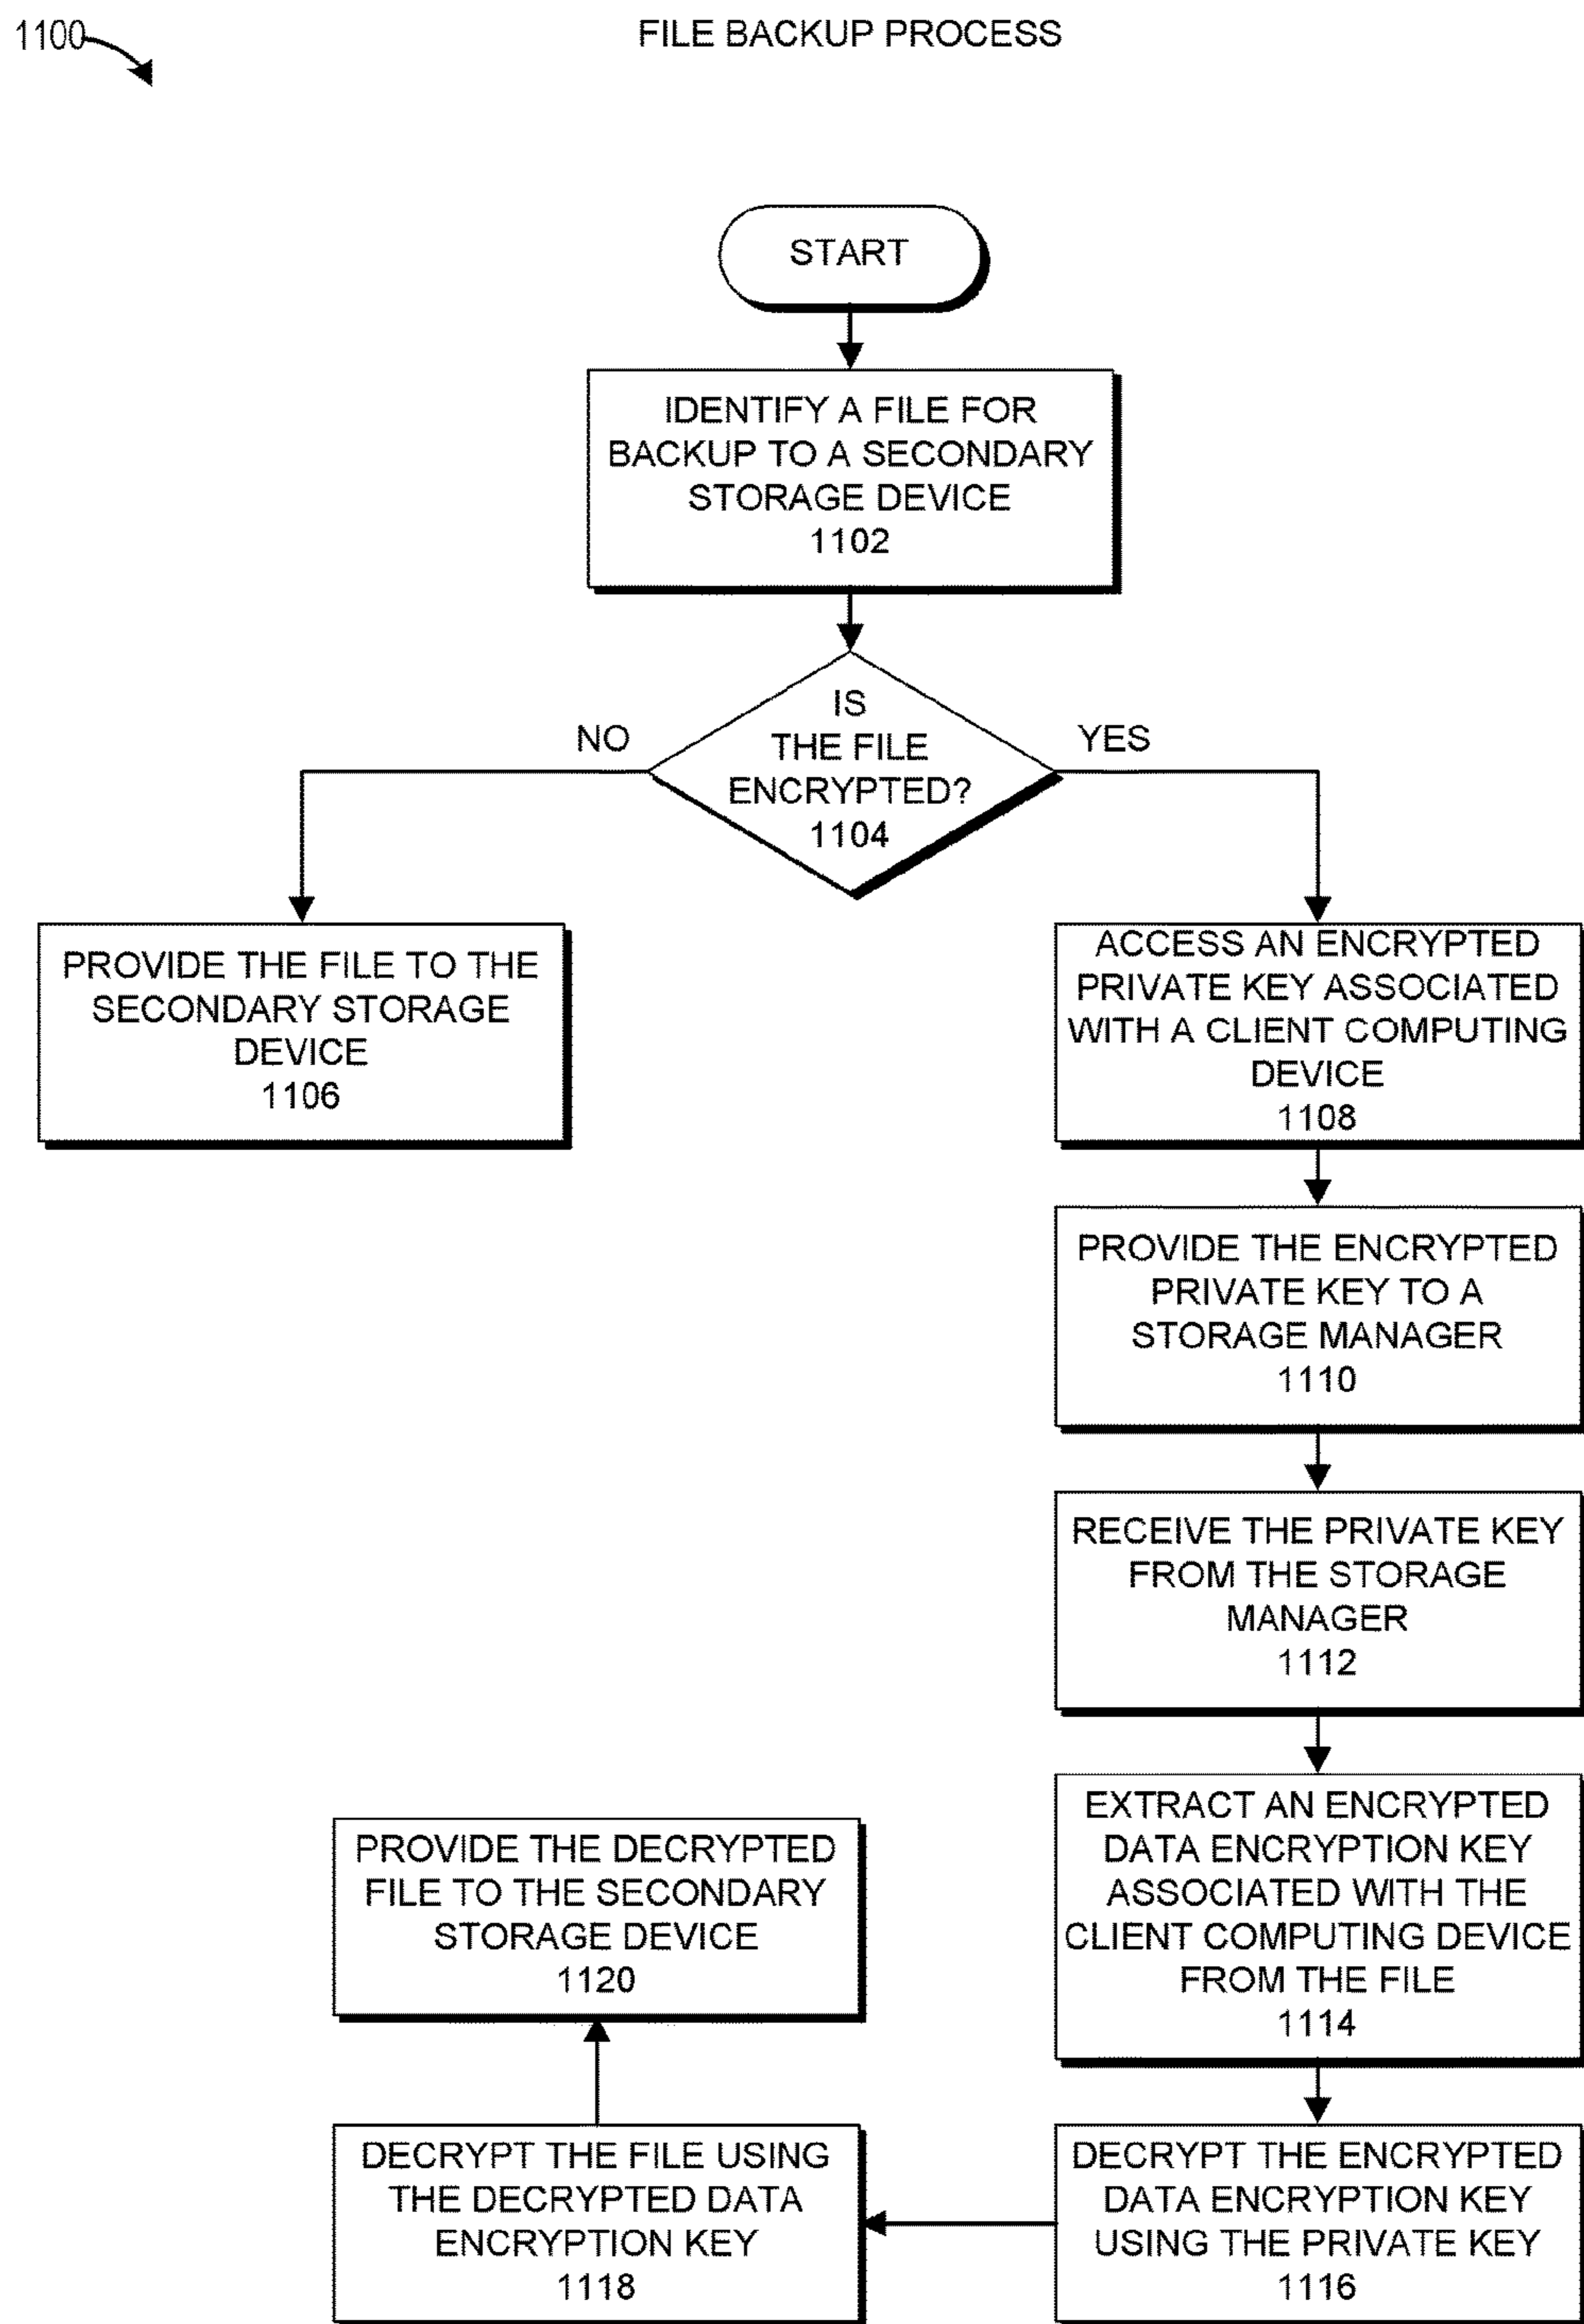 1100
FILE BACKUP PROCESS
START
IDENTIFY A FILE FOR
BACKUP TO A SECONDARY
STORAGE DEVICE
1102
IS
THE FILE
ENCRYPTED?
1104
NO
YES
PROVIDE THE FILE TO THE
SECONDARY STORAGE
DEVICE
1106
ACCESS AN ENCRYPTED
PRIVATE KEY ASSOCIATED
WITH A CLIENT COMPUTING
DEVICE
1108
PROVIDE THE ENCRYPTED
PRIVATE KEY TO A
STORAGE MANAGER
1110
RECEIVE THE PRIVATE KEY
FROM THE STORAGE
MANAGER
1112
EXTRACT AN ENCRYPTED
DATA ENCRYPTION KEY
ASSOCIATED WITH THE
CLIENT COMPUTING DEVICE
FROM THE FILE
1114
DECRYPT THE ENCRYPTED
DATA ENCRYPTION KEY
USING THE PRIVATE KEY
1116
DECRYPT THE FILE USING
THE DECRYPTED DATA
ENCRYPTION KEY
1118
PROVIDE THE DECRYPTED
FILE TO THE SECONDARY
STORAGE DEVICE
1120